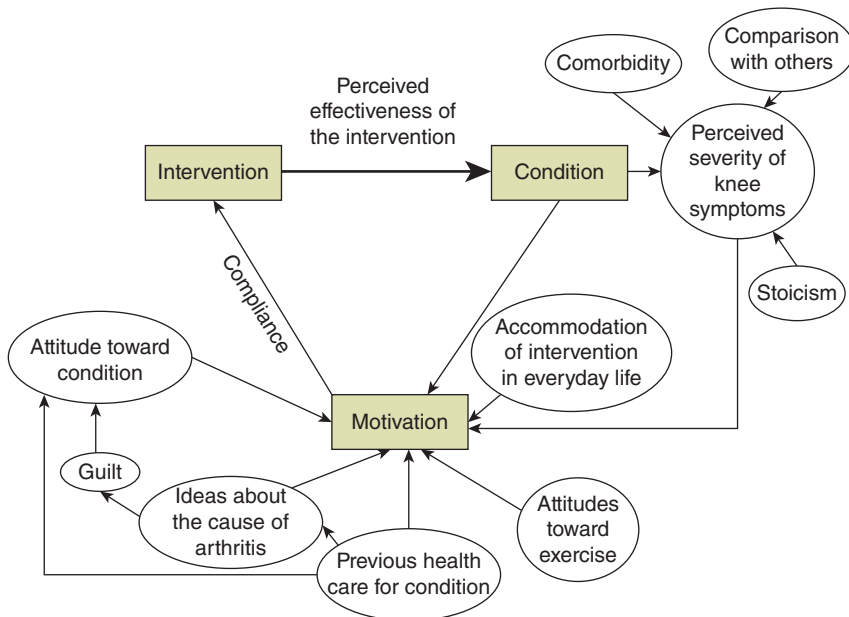 Comparison
with others
Comorbidity
Perceived
effectiveness of
the intervention
Perceived
severity of
knee
symptoms
Intervention
Condition
Stoicism
Compliance
Accommodation
of intervention
in everyday life
Attitude toward
condition
Motivation
Guilt
Ideas about
the cause of
arthritis
Attitudes
toward
exercise
Previous health
care for condition